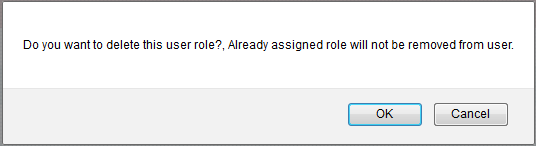 Do you want to delete this user role?, Already assigned role will not be removed from user.
OK Cancel